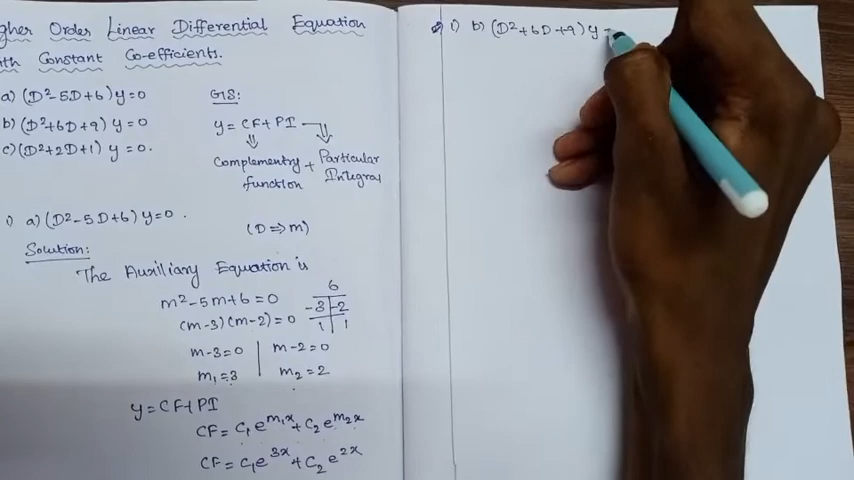 Order Linear Differential Equation
with Constant Co-efficients.
a) (D²-5D+6)y=0
b) (D²+6D+9) y=0
c) (D²+2D+1) y=0.
G.S:
y = CF+PI
Complementry function + Particular Integral
1) a) (D²-5D+6)y=0.
(D⇒m)
Solution:
The Auxiliary Equation is
m²-5m+6=0
(m-3)(m-2)=0
6
-3 | -2
1 | 1
m-3=0 | m-2=0
m₁=3 | m₂=2
y=CF+PI
CF= C₁e^m₁x + C₂e^m₂x
CF= C₁e^3x + C₂e^2x
1) b) (D²+6D+9)y =